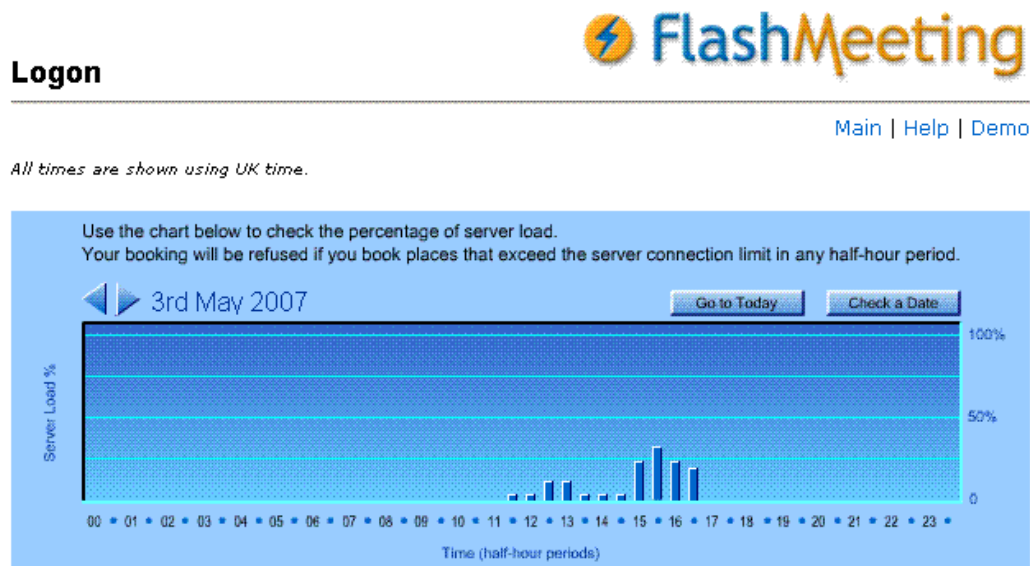 FlashMeeting
Logon
Main | Help | Demo
All times are shown using UK time.
Use the chart below to check the percentage of server load.
Your booking will be refused if you book places that exceed the server connection limit in any half-hour period.
3rd May 2007
Go to Today
Check a Date
100%
Server Load %
50%
0
00 • 01 • 02 • 03 • 04 • 05 • 06 • 07 • 08 • 09 • 10 • 11 • 12 • 13 • 14 • 15 • 16 • 17 • 18 • 19 • 20 • 21 • 22 • 23 •
Time (half-hour periods)